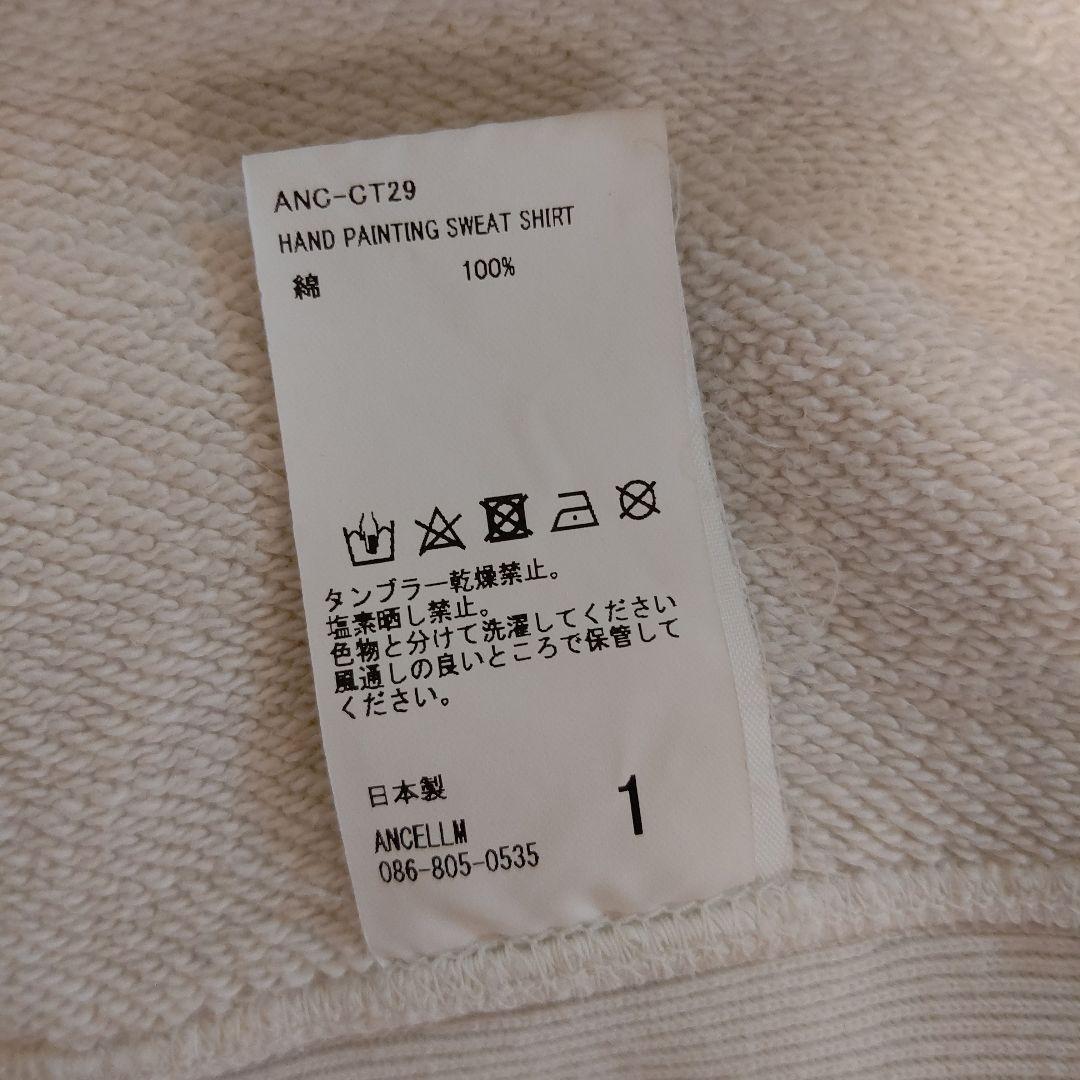 ANC-CT29
HAND PAINTING SWEAT SHIRT
綿 100%
タンブラー乾燥禁止。
塩素晒し禁止。
色物と分けて洗濯してください
風通しの良いところで保管して
ください。
日本製
1
ANCELLM
086-805-0535